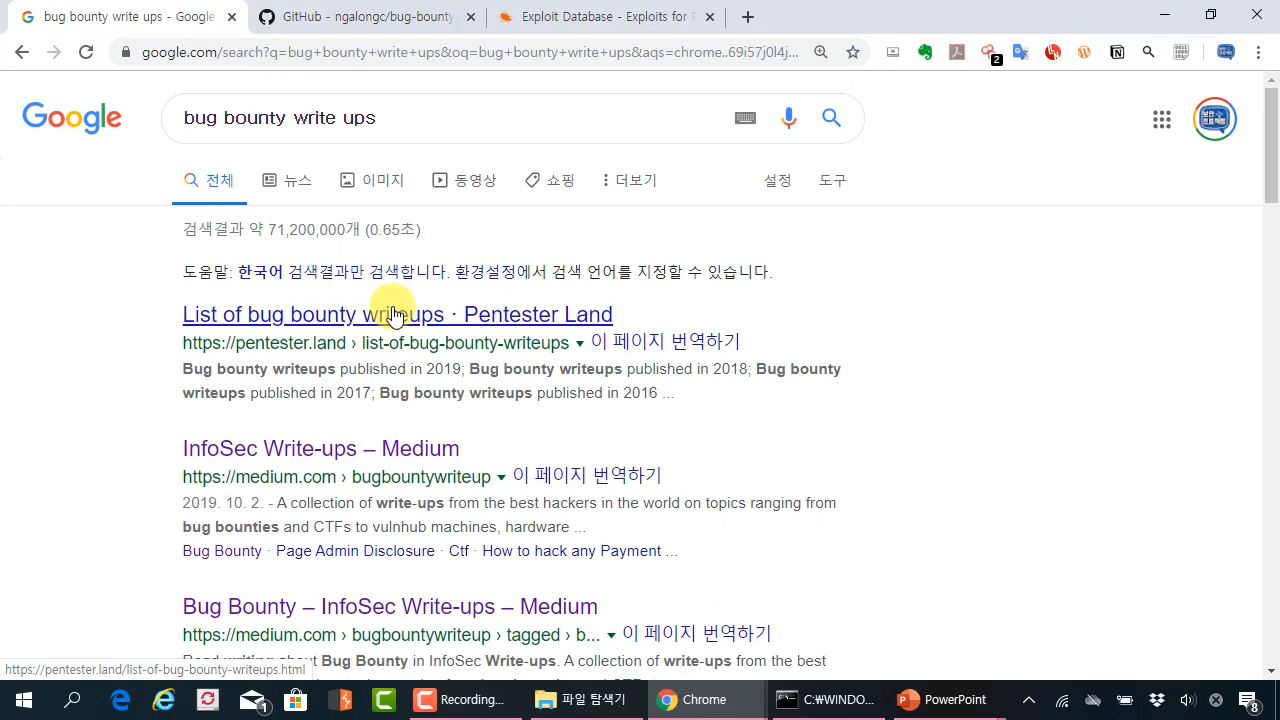 bug bounty write ups - Google
GitHub - ngalongc/bug-bounty
Exploit Database - Exploits for
google.com/search?q=bug+bounty+write+ups&oq=bug+bounty+write+ups&aqs=chrome..69i57j0l4j...
2
Google
bug bounty write ups
전체
뉴스
이미지
동영상
쇼핑
더보기
설정
도구
검색결과 약 71,200,000개 (0.65초)
도움말: 한국어 검색결과만 검색합니다. 환경설정에서 검색 언어를 지정할 수 있습니다.
List of bug bounty writeups · Pentester Land
https://pentester.land › list-of-bug-bounty-writeups ▾ 이 페이지 번역하기
Bug bounty writeups published in 2019; Bug bounty writeups published in 2018; Bug bounty
writeups published in 2017; Bug bounty writeups published in 2016 ...
InfoSec Write-ups – Medium
https://medium.com › bugbountywriteup ▾ 이 페이지 번역하기
2019. 10. 2. - A collection of write-ups from the best hackers in the world on topics ranging from
bug bounties and CTFs to vulnhub machines, hardware ...
Bug Bounty · Page Admin Disclosure · Ctf · How to hack any Payment ...
Bug Bounty – InfoSec Write-ups – Medium
https://medium.com › bugbountywriteup › tagged › b... ▾ 이 페이지 번역하기
Read writing about Bug Bounty in InfoSec Write-ups. A collection of write-ups from the best
https://pentester.land/list-of-bug-bounty-writeups.html
1
Recording...
파일 탐색기
Chrome
C:₩WINDO...
PowerPoint
8